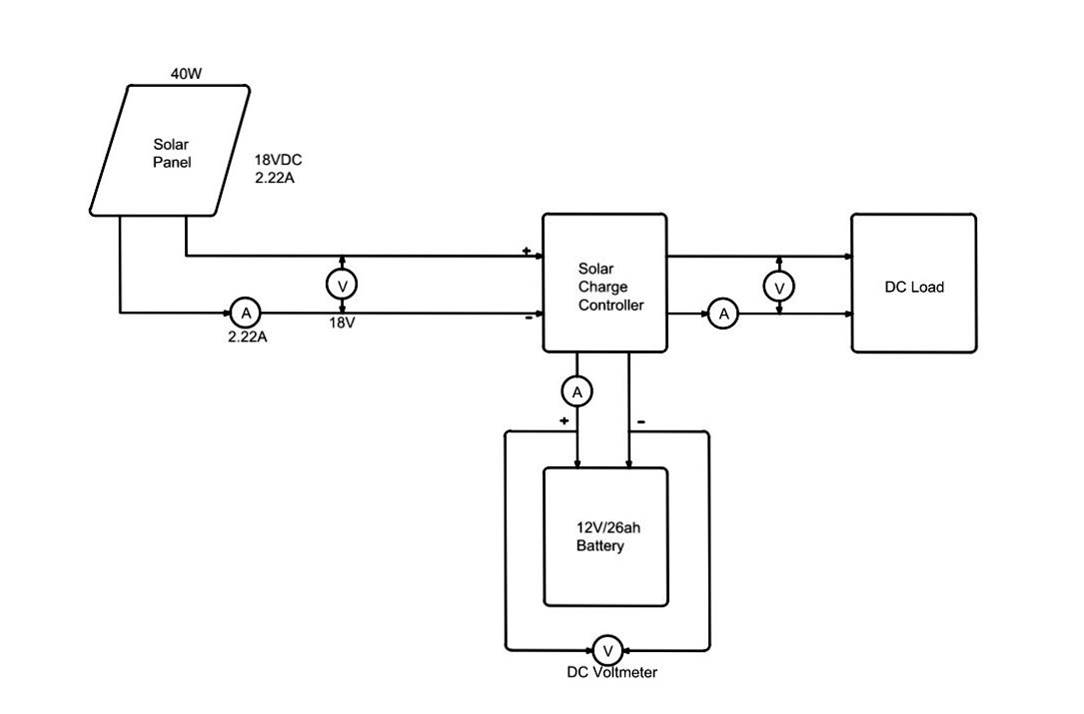 40W
Solar
Panel
18VDC
2.22A
+
V
18V
-
A
2.22A
Solar
Charge
Controller
V
A
DC Load
A
+
-
12V/26ah
Battery
V
DC Voltmeter